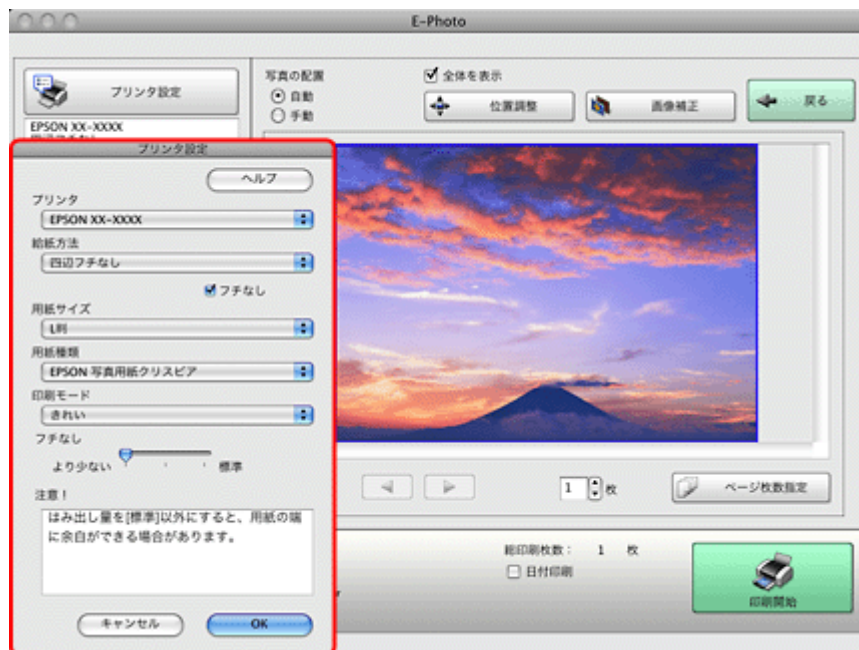 E-Photo
プリンタ設定
EPSON XX-XXXX
写真の配置
自動
手動
全体を表示
位置調整
画像補正
戻る
プリンタ設定
ヘルプ
プリンタ
EPSON XX-XXXX
給紙方法
四辺フチなし
フチなし
用紙サイズ
L判
用紙種類
EPSON 写真用紙クリスピア
印刷モード
きれい
フチなし
より少ない 標準
注意！
はみ出し量を[標準]以外にすると、用紙の端
に余白ができる場合があります。
キャンセル
OK
1 枚
ページ枚数指定
総印刷枚数： 1 枚
日付印刷
印刷開始